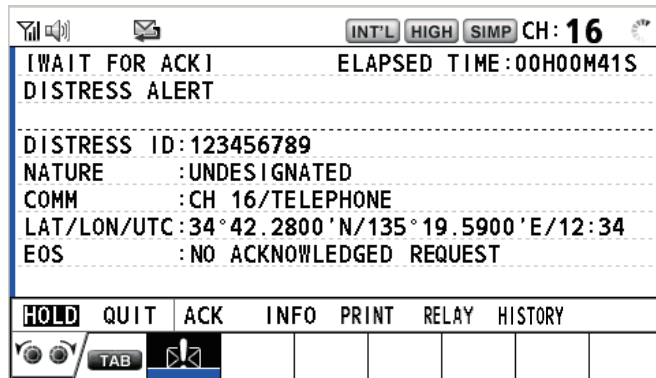 INT'L HIGH SIMP CH: 16
[WAIT FOR ACK] ELAPSED TIME:00H00M41S
DISTRESS ALERT
DISTRESS ID:123456789
NATURE :UNDESIGNATED
COMM :CH 16/TELEPHONE
LAT/LON/UTC:34°42.2800'N/135°19.5900'E/12:34
EOS :NO ACKNOWLEDGED REQUEST
HOLD QUIT ACK INFO PRINT RELAY HISTORY
TAB